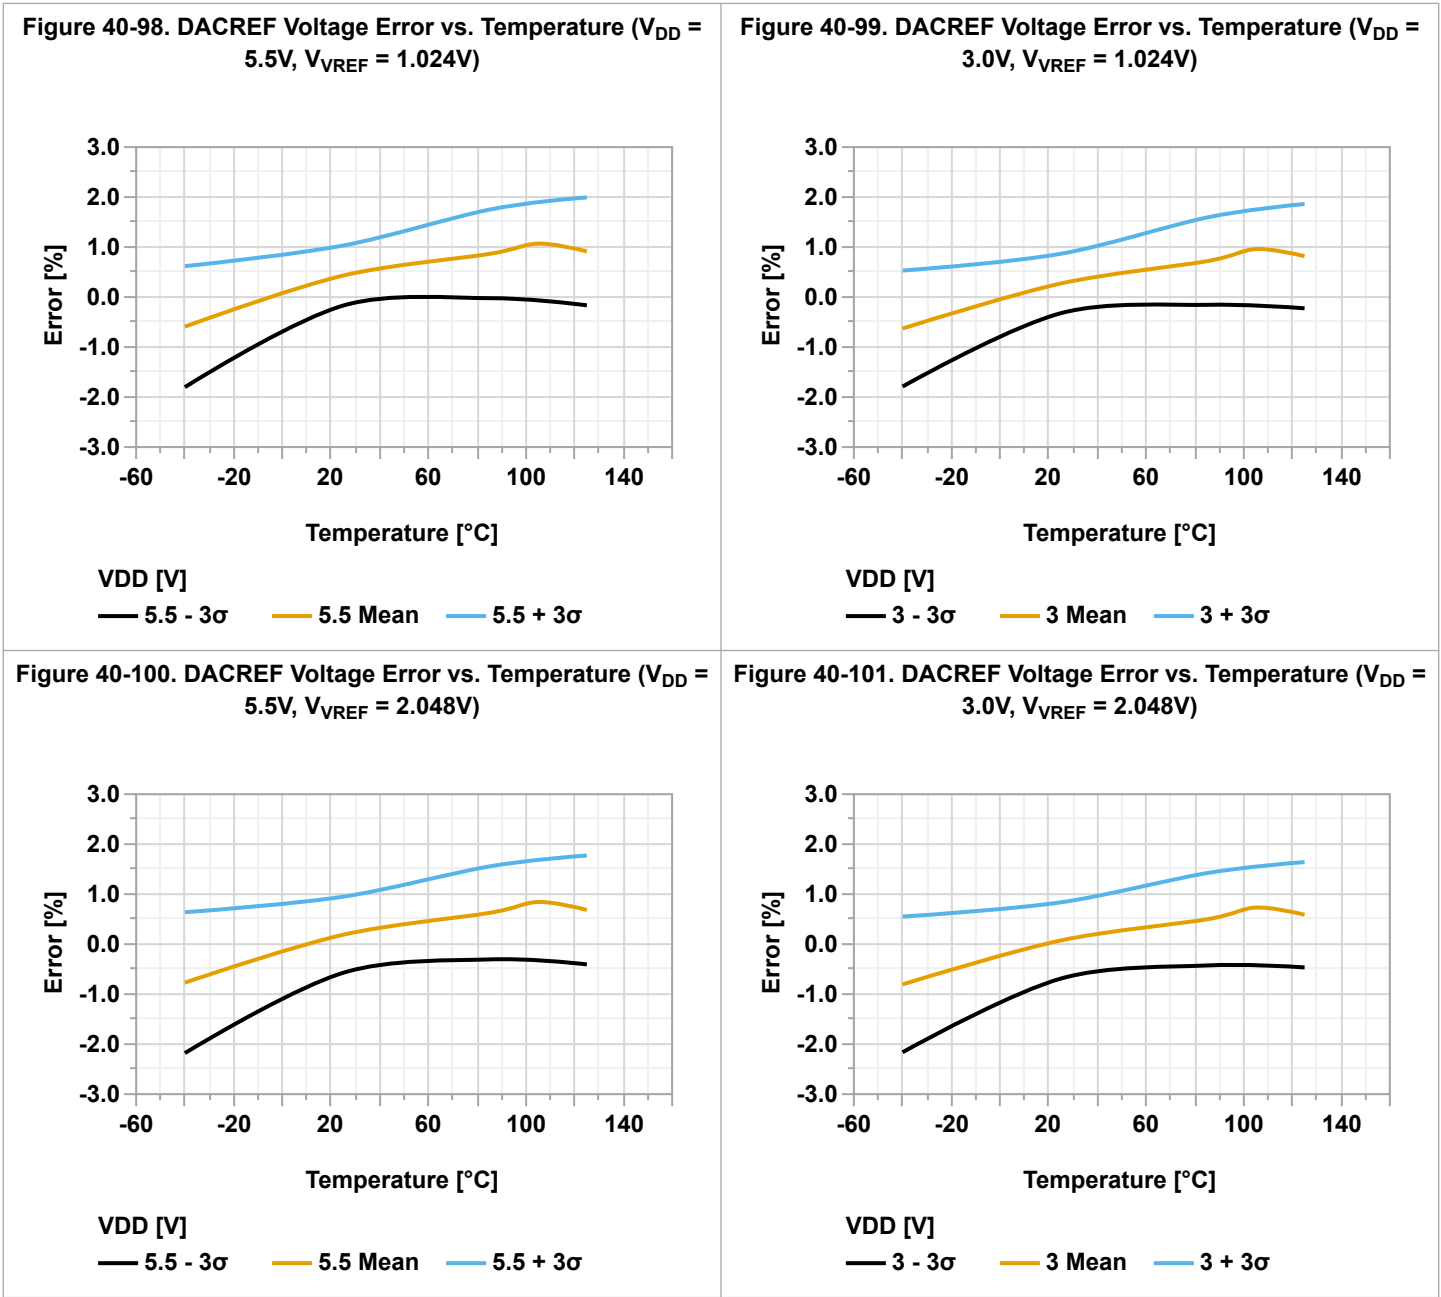 Figure 40-98. DACREF Voltage Error vs. Temperature (VDD =
5.5V, VVREF = 1.024V)
3.0
2.0
1.0
0.0
-1.0
-2.0
-3.0
Error [%]
-60 -20 20 60 100 140
Temperature [°C]
VDD [V]
5.5 - 3σ 5.5 Mean 5.5 + 3σ
Figure 40-99. DACREF Voltage Error vs. Temperature (VDD =
3.0V, VVREF = 1.024V)
3.0
2.0
1.0
0.0
-1.0
-2.0
-3.0
Error [%]
-60 -20 20 60 100 140
Temperature [°C]
VDD [V]
3 - 3σ 3 Mean 3 + 3σ
Figure 40-100. DACREF Voltage Error vs. Temperature (VDD =
5.5V, VVREF = 2.048V)
3.0
2.0
1.0
0.0
-1.0
-2.0
-3.0
Error [%]
-60 -20 20 60 100 140
Temperature [°C]
VDD [V]
5.5 - 3σ 5.5 Mean 5.5 + 3σ
Figure 40-101. DACREF Voltage Error vs. Temperature (VDD =
3.0V, VVREF = 2.048V)
3.0
2.0
1.0
0.0
-1.0
-2.0
-3.0
Error [%]
-60 -20 20 60 100 140
Temperature [°C]
VDD [V]
3 - 3σ 3 Mean 3 + 3σ